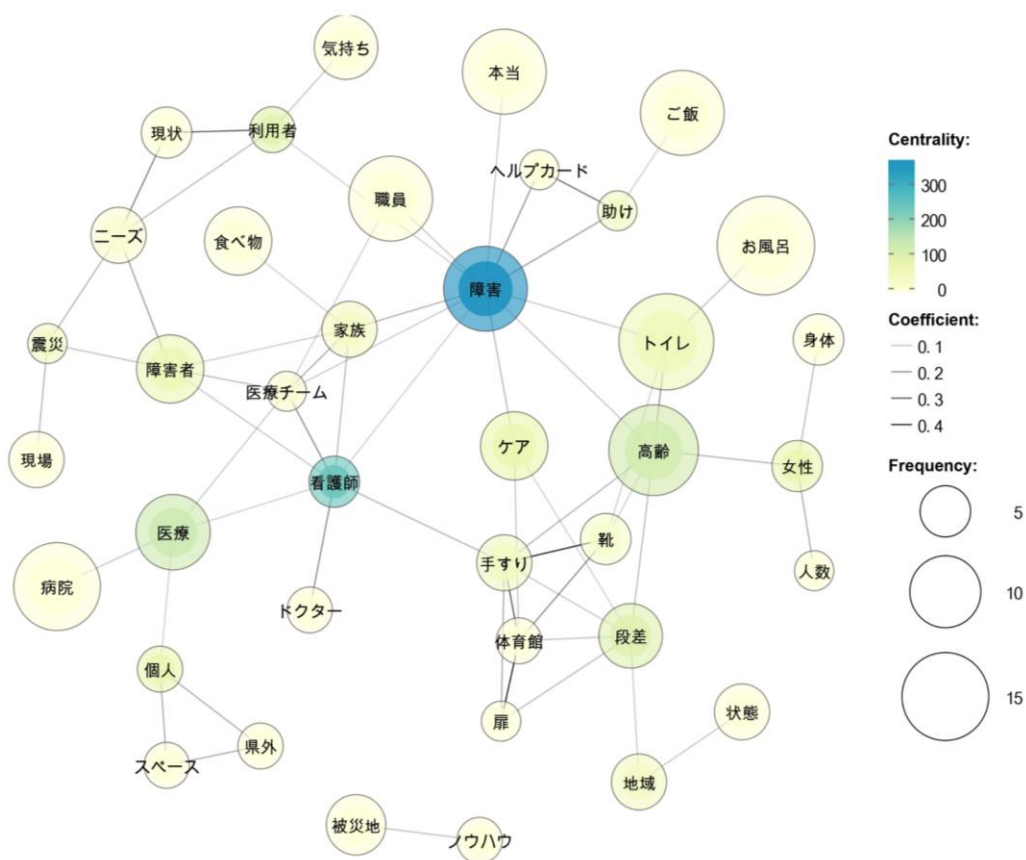 気持ち
本当
ご飯
現状
利用者
ヘルプカード
職員
助け
ニーズ
食べ物
お風呂
障害
家族
トイレ
身体
震災
障害者
医療チーム
現場
ケア
高齢
女性
看護師
医療
手すり
靴
人数
病院
ドクター
体育館
段差
個人
扉
状態
スペース
県外
地域
被災地
ノウハウ
Centrality:
300
200
100
0
Coefficient:
0.1
0.2
0.3
0.4
Frequency:
5
10
15